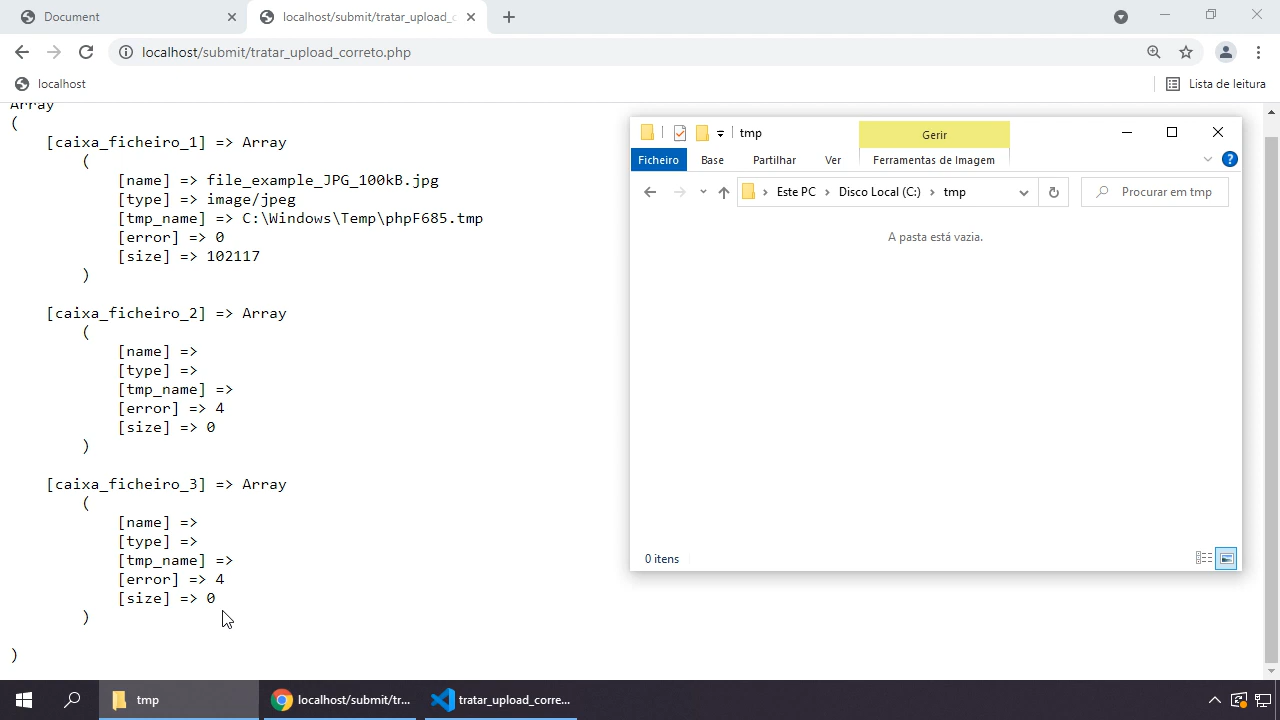 Document
localhost/submit/tratar_upload_c
localhost/submit/tratar_upload_correto.php
localhost
Lista de leitura
Array
(
[caixa_ficheiro_1] => Array
(
[name] => file_example_JPG_100kB.jpg
[type] => image/jpeg
[tmp_name] => C:\Windows\Temp\phpF685.tmp
[error] => 0
[size] => 102117
)
[caixa_ficheiro_2] => Array
(
[name] =>
[type] =>
[tmp_name] =>
[error] => 4
[size] => 0
)
[caixa_ficheiro_3] => Array
(
[name] =>
[type] =>
[tmp_name] =>
[error] => 4
[size] => 0
)
)
tmp
Gerir
Ficheiro Base Partilhar Ver Ferramentas de Imagem
Este PC > Disco Local (C:) > tmp
Procurar em tmp
A pasta está vazia.
0 itens
tmp
localhost/submit/tr...
tratar_upload_corre...